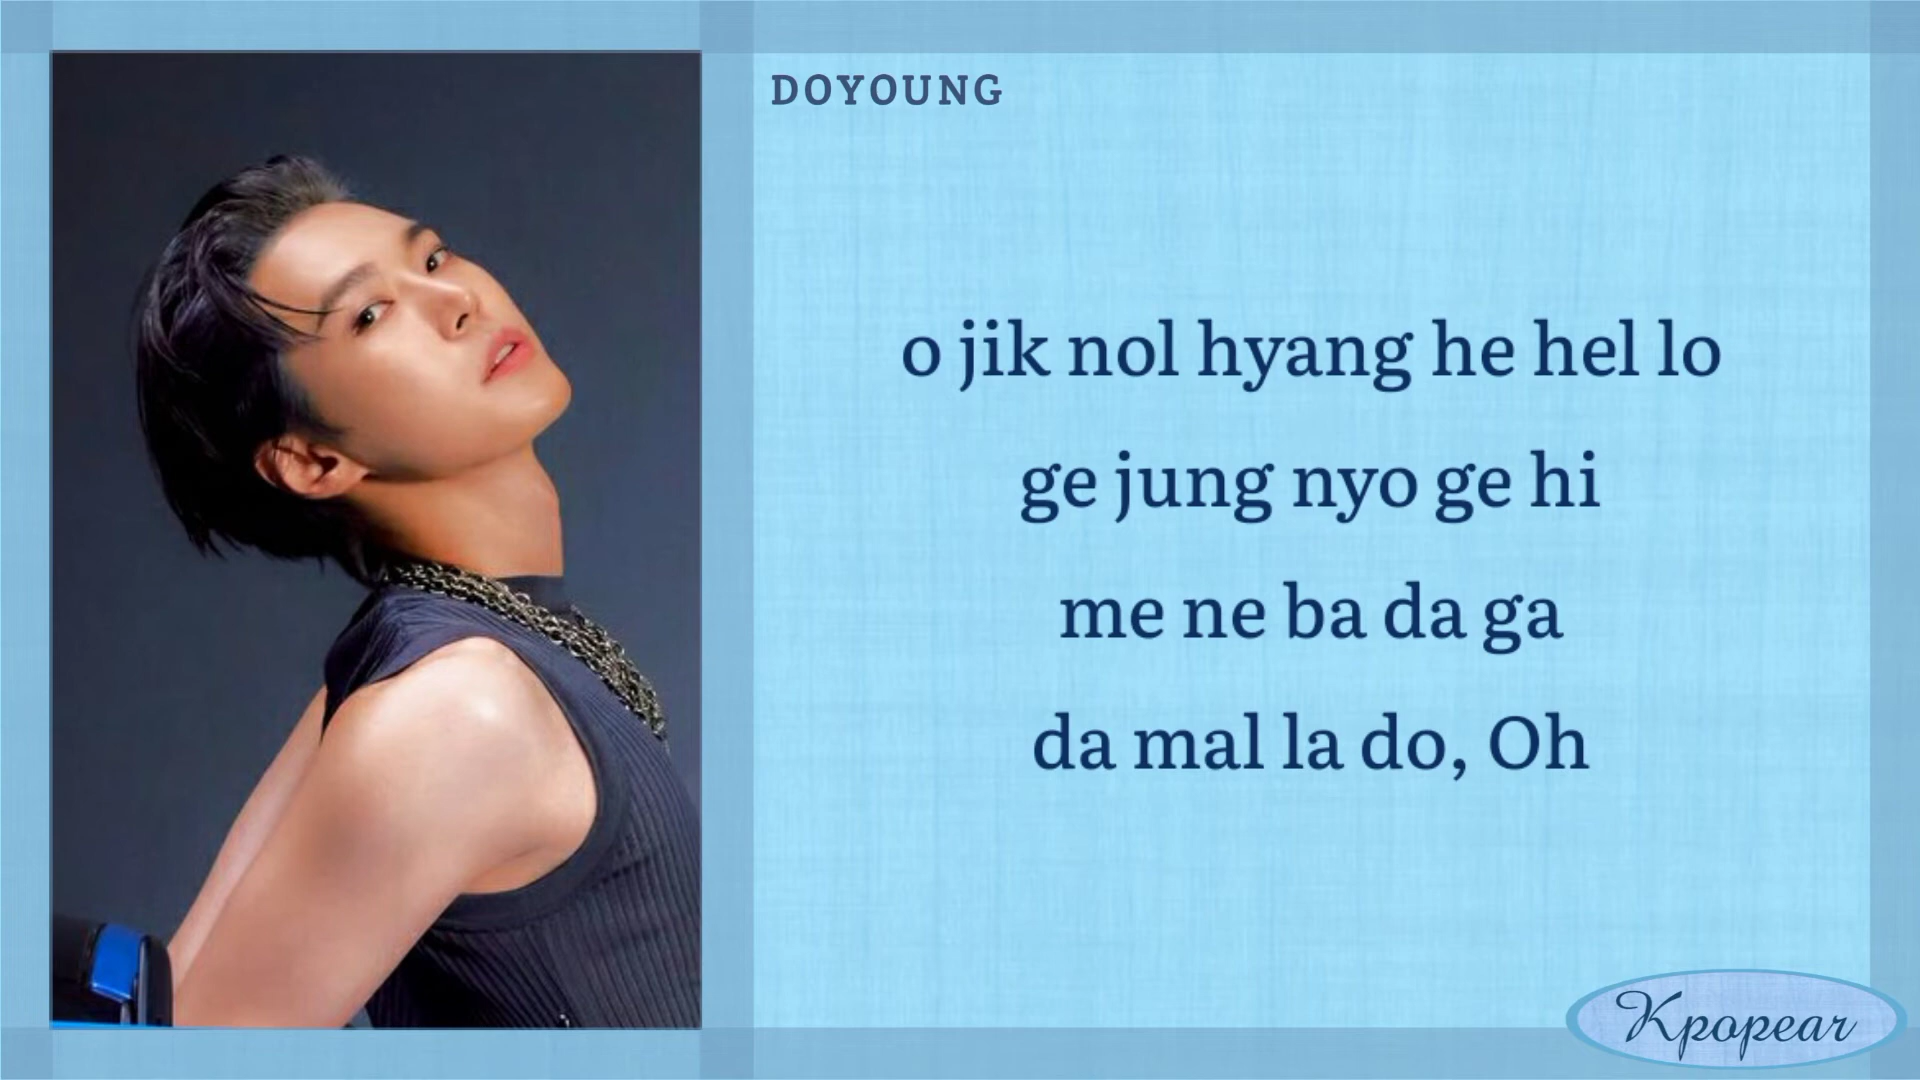 DOYOUNG
o jik nol hyang he hel lo
ge jung nyo ge hi
me ne ba da ga
da mal la do, Oh
Kpopear